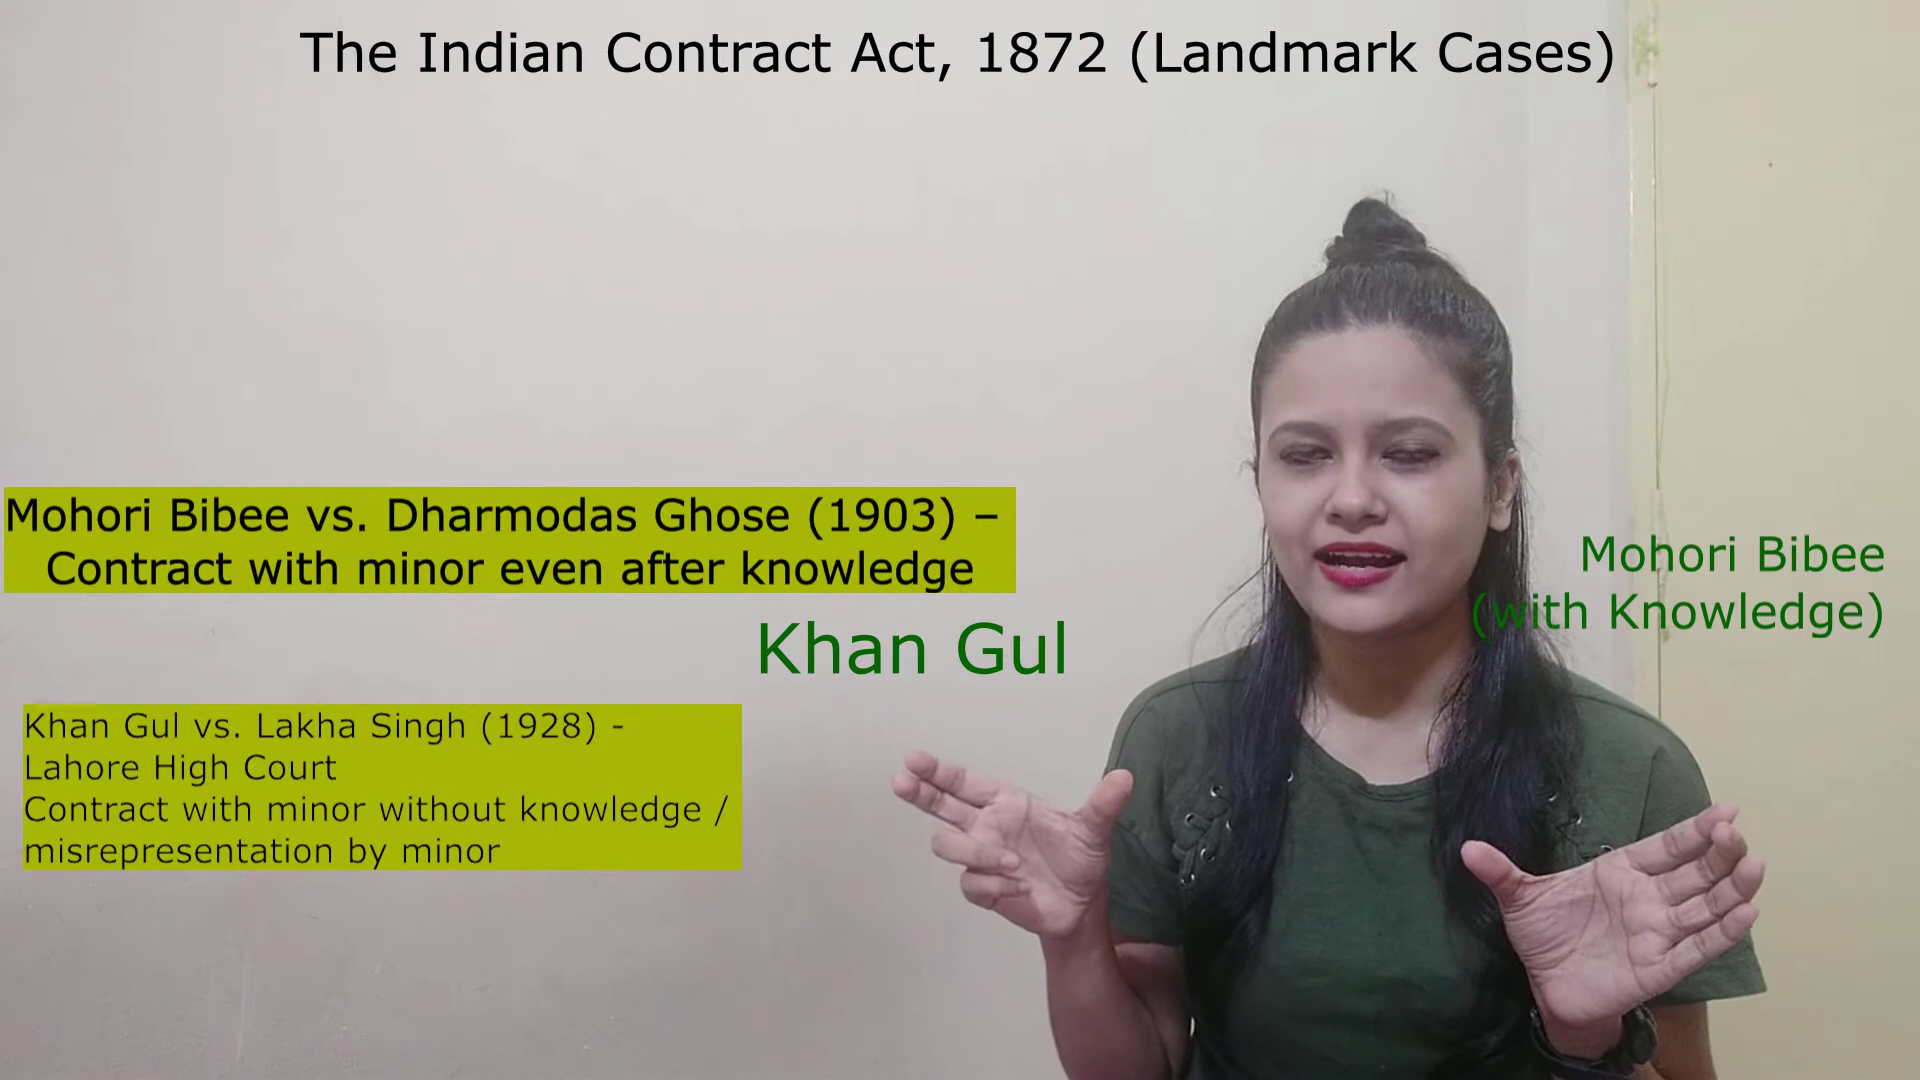 The Indian Contract Act, 1872 (Landmark Cases)
Mohori Bibee vs. Dharmodas Ghose (1903) –
Contract with minor even after knowledge
Mohori Bibee
(with Knowledge)
Khan Gul
Khan Gul vs. Lakha Singh (1928) -
Lahore High Court
Contract with minor without knowledge /
misrepresentation by minor